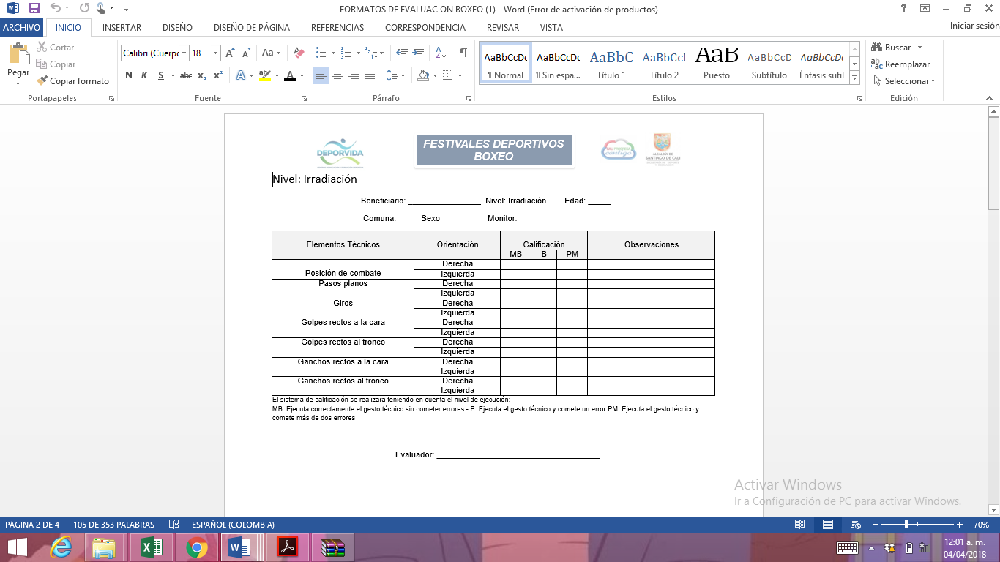 FORMATOS DE EVALUACION BOXEO (1) - Word (Error de activación de productos)
ARCHIVO INICIO INSERTAR DISEÑO DISEÑO DE PÁGINA REFERENCIAS CORRESPONDENCIA REVISAR VISTA Iniciar sesión
Pegar
Cortar
Copiar
Copiar formato
Portapapeles
Calibri (Cuerpo 18
N K S abc x₂ x²
Fuente
Párrafo
AaBbCcDc AaBbCcDc AaBbC AaBbCcI AaB AaBbCcD AaBbCcDc
¶ Normal ¶ Sin espa... Título 1 Título 2 Puesto Subtítulo Énfasis sutil
Estilos
Buscar
Reemplazar
Seleccionar
Edición
DEPORVIDA
FESTIVALES DEPORTIVOS
BOXEO
contigo
ALCALDÍA DE
SANTIAGO DE CALI
Nivel: Irradiación
Beneficiario: ________________ Nivel: Irradiación Edad: _____
Comuna: ____ Sexo: ________ Monitor: ____________________
Elementos Técnicos Orientación Calificación Observaciones
MB B PM
Derecha
Posición de combate Izquierda
Pasos planos Derecha
Izquierda
Giros Derecha
Izquierda
Golpes rectos a la cara Derecha
Izquierda
Golpes rectos al tronco Derecha
Izquierda
Ganchos rectos a la cara Derecha
Izquierda
Ganchos rectos al tronco Derecha
Izquierda
El sistema de calificación se realizara teniendo en cuenta el nivel de ejecución:
MB: Ejecuta correctamente el gesto técnico sin cometer errores - B: Ejecuta el gesto técnico y comete un error PM: Ejecuta el gesto técnico y
comete más de dos errores
Evaluador: ____________________________________
Activar Windows
Ir a Configuración de PC para activar Windows.
PÁGINA 2 DE 4 105 DE 353 PALABRAS ESPAÑOL (COLOMBIA) 70%
12:01 a. m.
04/04/2018